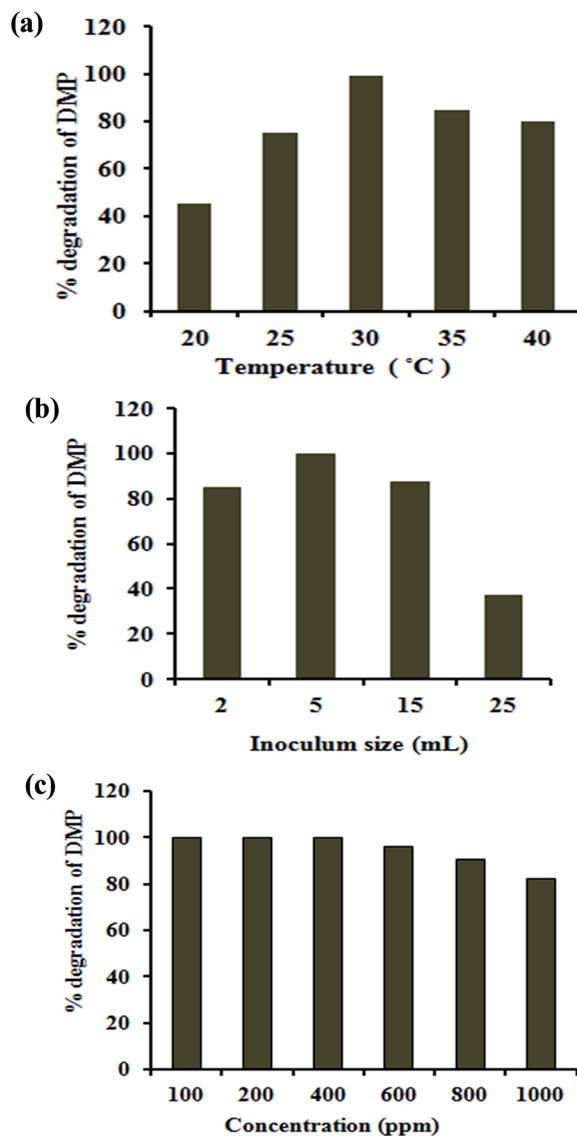 (a)
% degradation of DMP
120
100
80
60
40
20
0
20 25 30 35 40
Temperature ( °C )
(b)
% degradation of DMP
120
100
80
60
40
20
0
2 5 15 25
Inoculum size (mL)
(c)
% degradation of DMP
120
100
80
60
40
20
0
100 200 400 600 800 1000
Concentration (ppm)